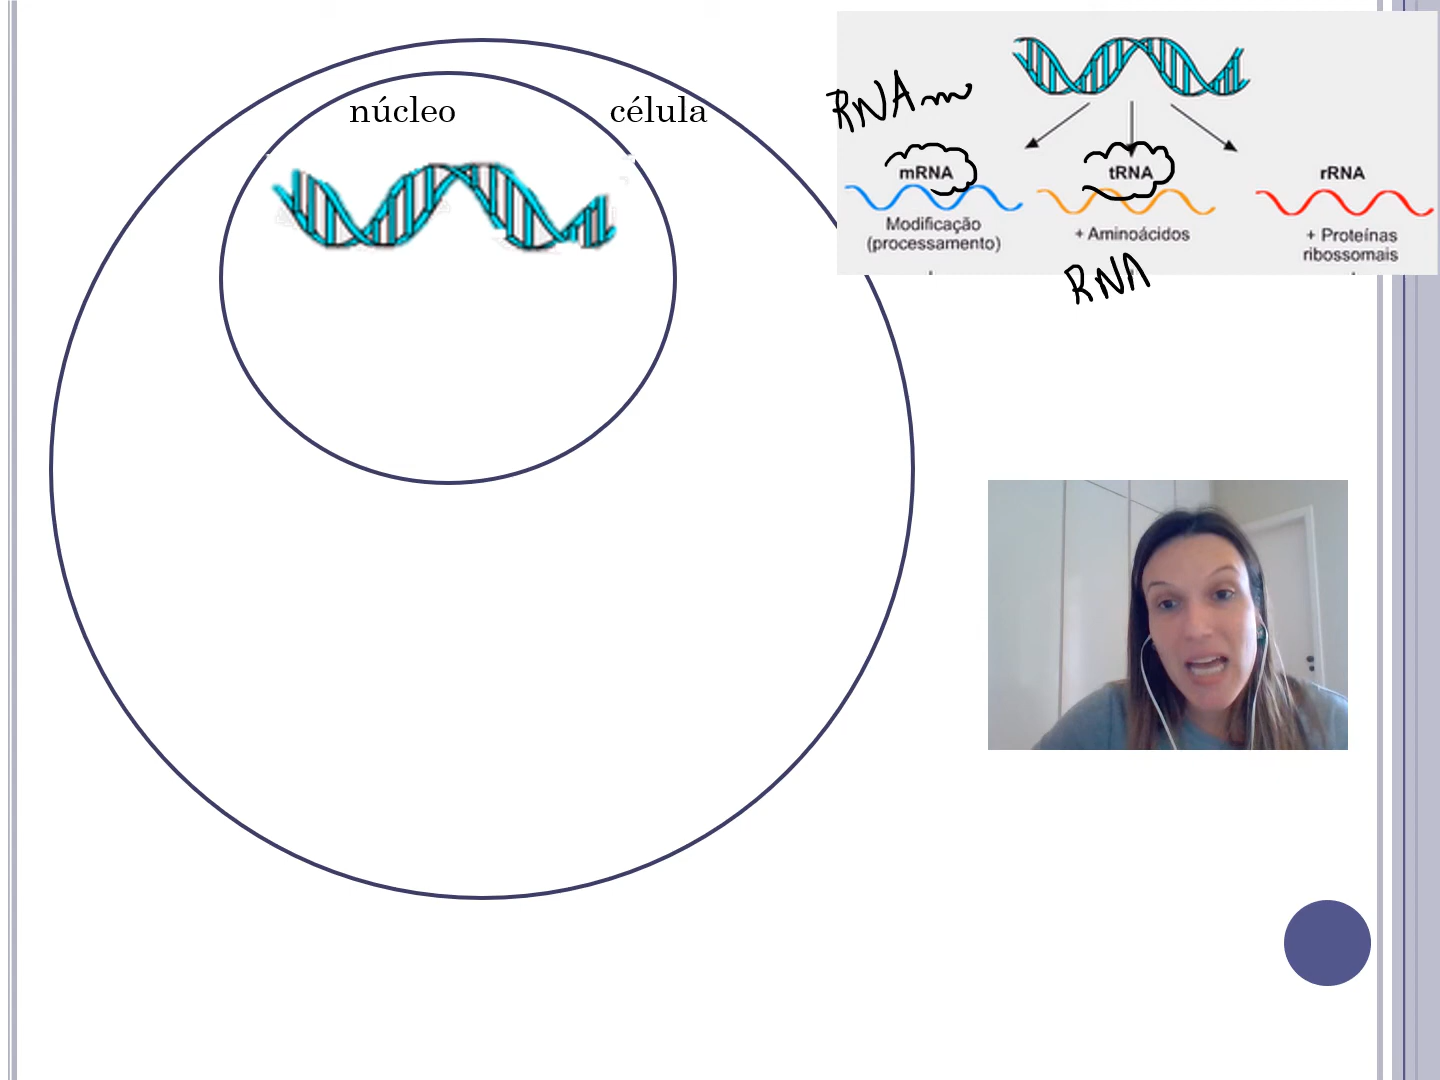 núcleo
célula
RNAm
mRNA
tRNA
rRNA
Modificação
(processamento)
+ Aminoácidos
+ Proteínas
ribossomais
RNA